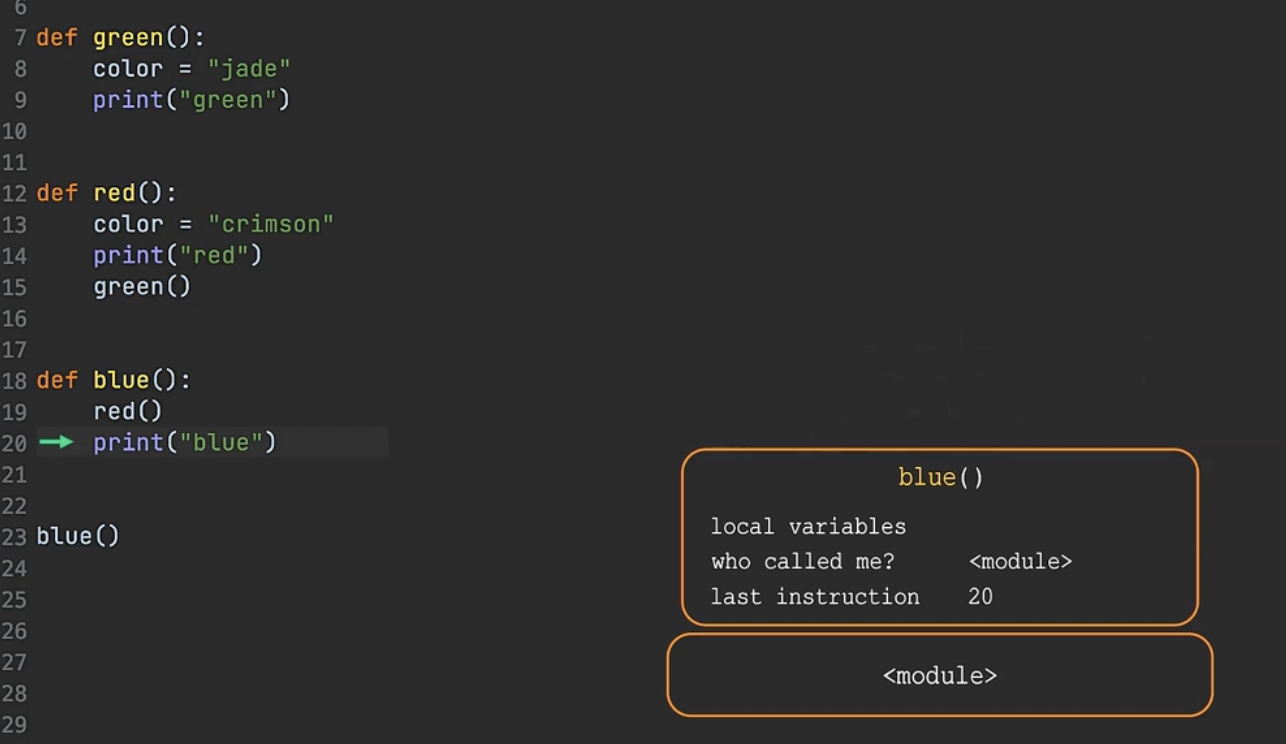 6
7 def green():
8     color = "jade"
9     print("green")
10
11
12 def red():
13     color = "crimson"
14     print("red")
15     green()
16
17
18 def blue():
19     red()
20     print("blue")
21
22
23 blue()
24
25
26
27
28
29
blue()
local variables
who called me?    <module>
last instruction    20
<module>